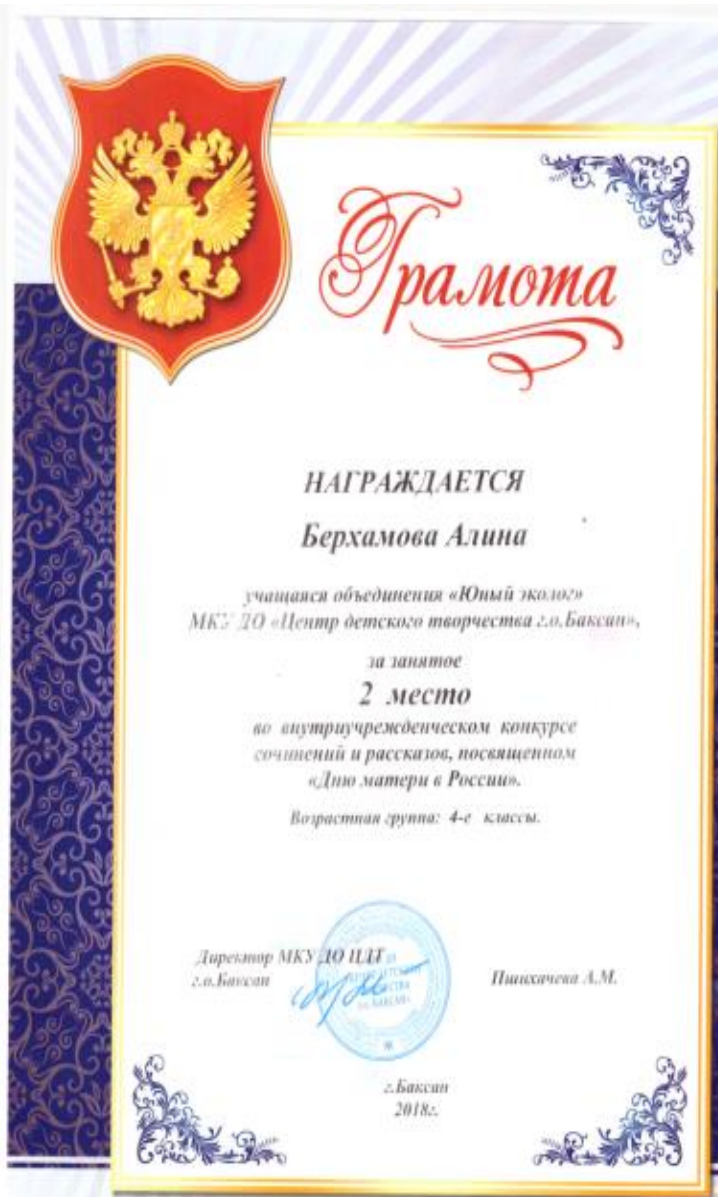 Грамота
НАГРАЖДАЕТСЯ
Берхамова Алина
учащаяся объединения «Юный эколог»
МКУ ДО «Центр детского творчества г.о.Баксан»,
за занятое
2 место
во внутриучрежденческом конкурсе
сочинений и рассказов, посвященном
«Дню матери в России».
Возрастная группа: 4-е классы.
Директор МКУ ДО ЦДТ
г.о.Баксан
Пшихачева А.М.
г.Баксан
2018г.